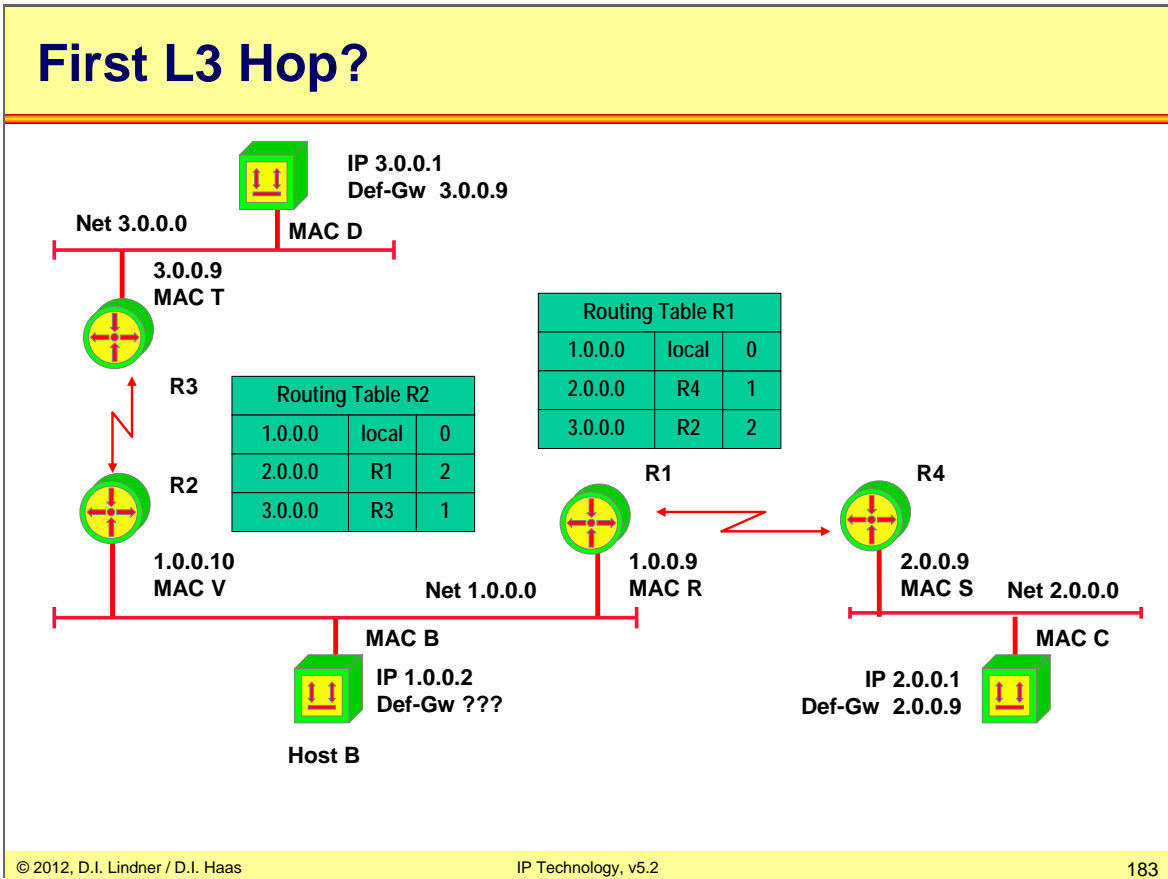 First L3 Hop?
IP 3.0.0.1
Def-Gw 3.0.0.9
Net 3.0.0.0
MAC D
3.0.0.9
MAC T
R3
Routing Table R2
1.0.0.0 local 0
2.0.0.0 R1 2
3.0.0.0 R3 1
Routing Table R1
1.0.0.0 local 0
2.0.0.0 R4 1
3.0.0.0 R2 2
R2
R1
R4
1.0.0.10
MAC V
Net 1.0.0.0
1.0.0.9
MAC R
2.0.0.9
MAC S
Net 2.0.0.0
MAC B
IP 1.0.0.2
Def-Gw ???
Host B
MAC C
IP 2.0.0.1
Def-Gw 2.0.0.9
© 2012, D.I. Lindner / D.I. Haas
IP Technology, v5.2
183